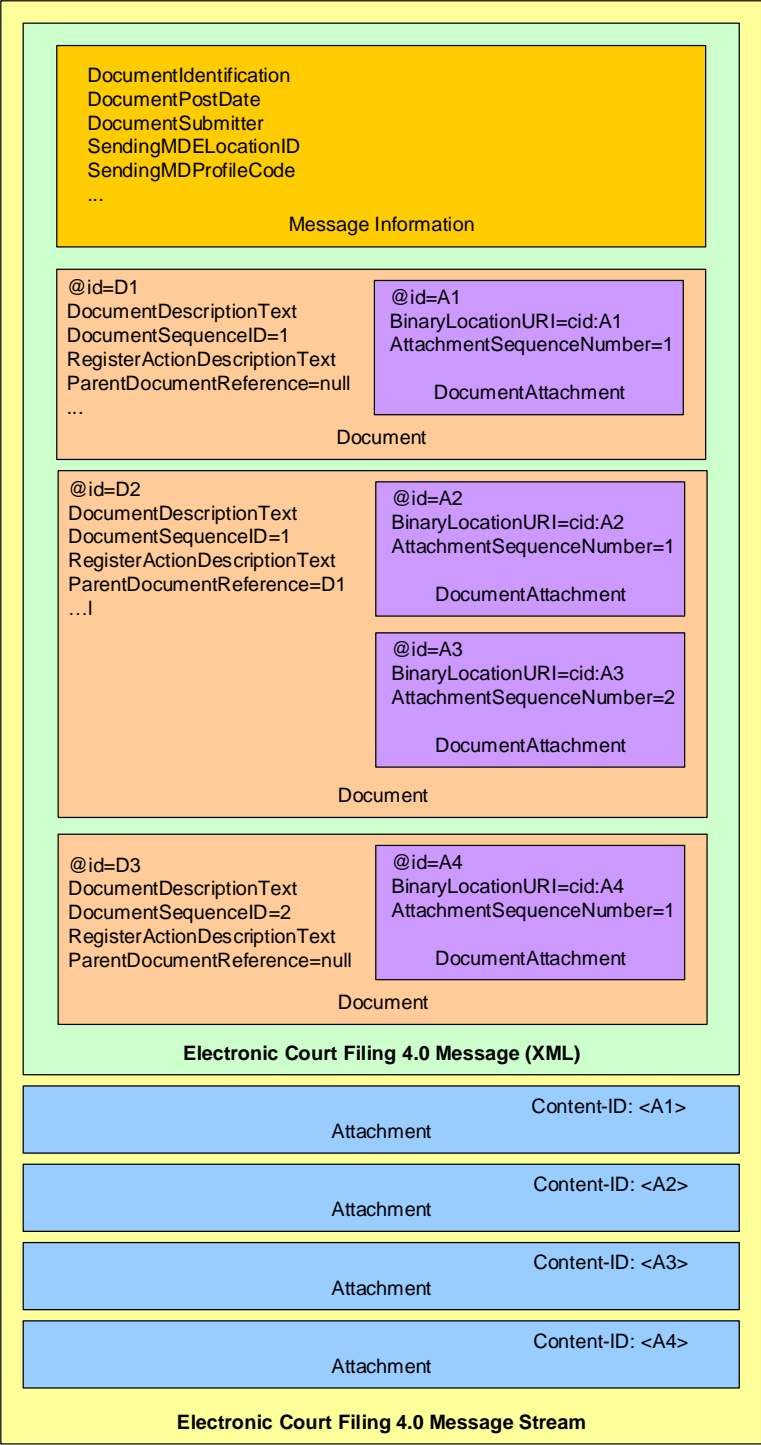 DocumentIdentification
DocumentPostDate
DocumentSubmitter
SendingMDELocationID
SendingMDProfileCode
...
Message Information
@id=D1
DocumentDescriptionText
DocumentSequenceID=1
RegisterActionDescriptionText
ParentDocumentReference=null
...
@id=A1
BinaryLocationURI=cid:A1
AttachmentSequenceNumber=1
DocumentAttachment
Document
@id=D2
DocumentDescriptionText
DocumentSequenceID=1
RegisterActionDescriptionText
ParentDocumentReference=D1
…I
@id=A2
BinaryLocationURI=cid:A2
AttachmentSequenceNumber=1
DocumentAttachment
@id=A3
BinaryLocationURI=cid:A3
AttachmentSequenceNumber=2
DocumentAttachment
Document
@id=D3
DocumentDescriptionText
DocumentSequenceID=2
RegisterActionDescriptionText
ParentDocumentReference=null
@id=A4
BinaryLocationURI=cid:A4
AttachmentSequenceNumber=1
DocumentAttachment
Document
Electronic Court Filing 4.0 Message (XML)
Content-ID: <A1>
Attachment
Content-ID: <A2>
Attachment
Content-ID: <A3>
Attachment
Content-ID: <A4>
Attachment
Electronic Court Filing 4.0 Message Stream